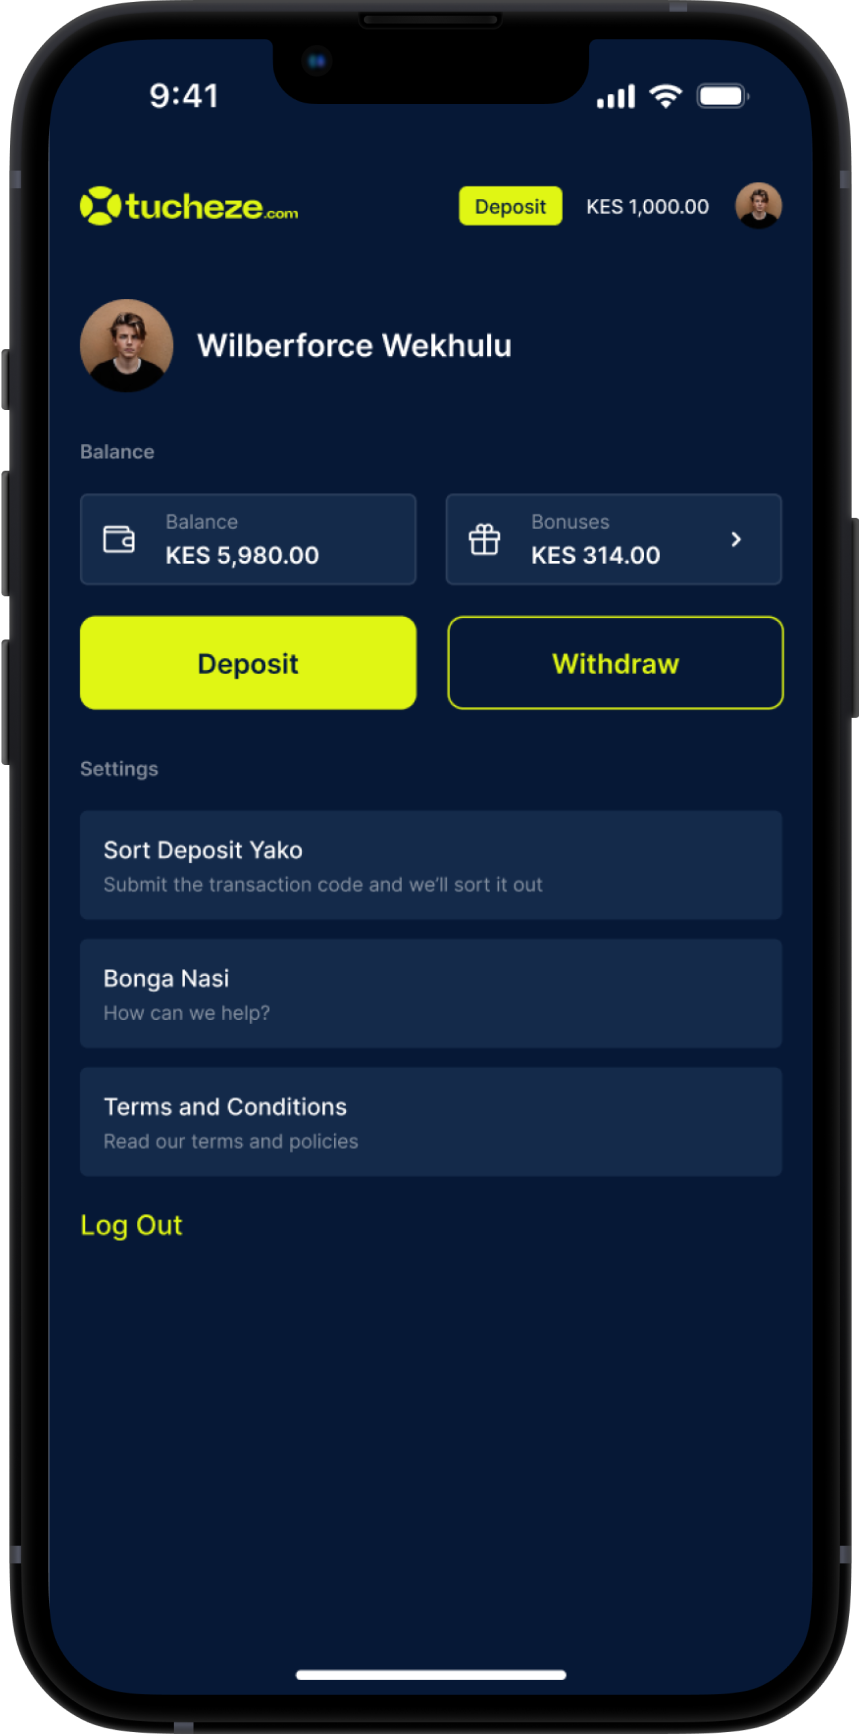 9:41
tucheze.com
Deposit
KES 1,000.00
Wilberforce Wekhulu
Balance
Balance
KES 5,980.00
Bonuses
KES 314.00
Deposit
Withdraw
Settings
Sort Deposit Yako
Submit the transaction code and we'll sort it out
Bonga Nasi
How can we help?
Terms and Conditions
Read our terms and policies
Log Out